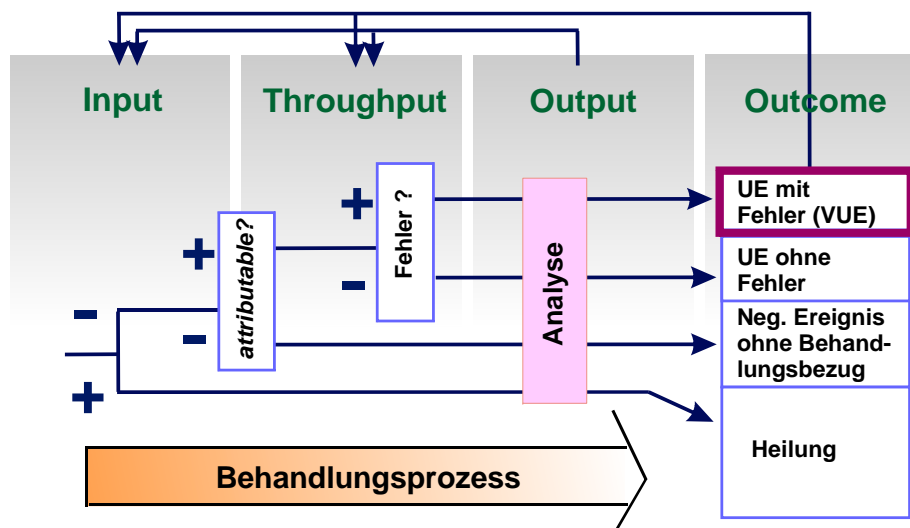 Input
Throughput
Output
Outcome
+
-
attributable?
+
-
Fehler ?
+
-
Analyse
UE mit
Fehler (VUE)
UE ohne
Fehler
Neg. Ereignis
ohne Behand-
lungsbezug
Heilung
Behandlungsprozess